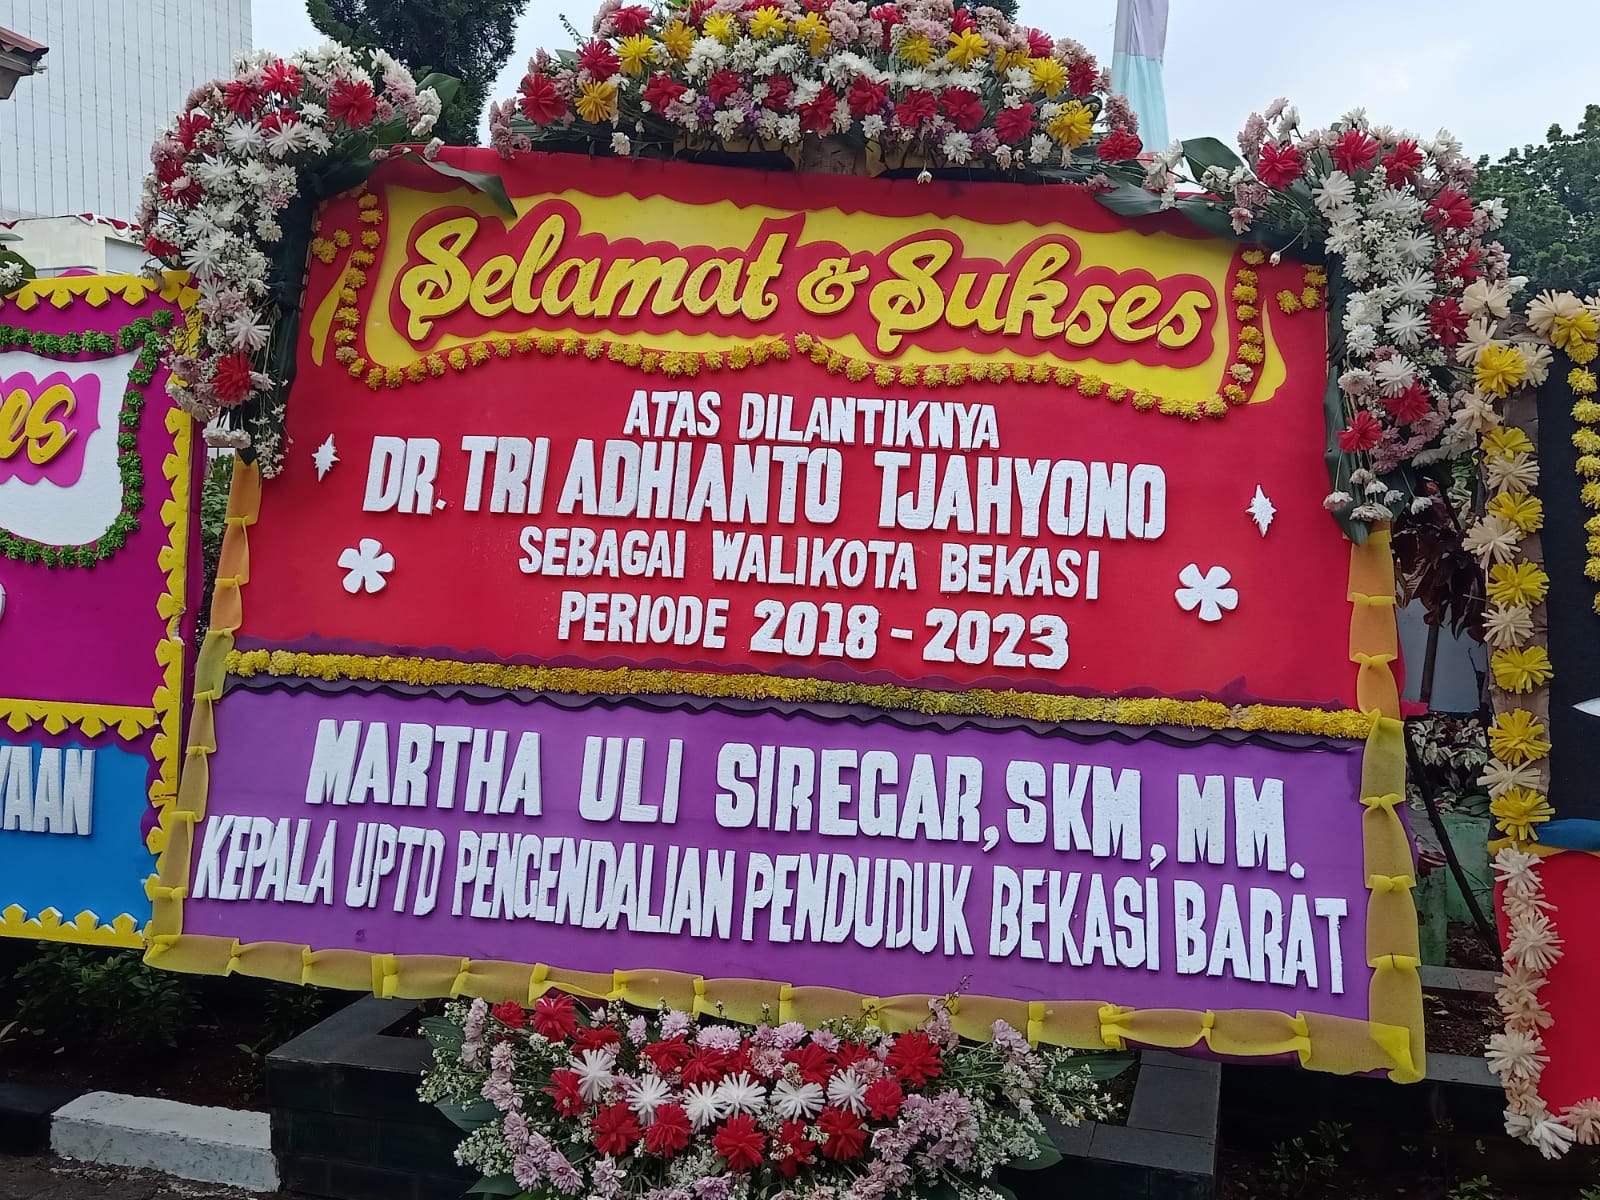 Selamat & Sukses
ATAS DILANTIKNYA
DR. TRI ADHIANTO TJAHYONO
SEBAGAI WALIKOTA BEKASI
PERIODE 2018 - 2023
MARTHA ULI SIREGAR, SKM, MM.
KEPALA UPTD PENGENDALIAN PENDUDUK BEKASI BARAT